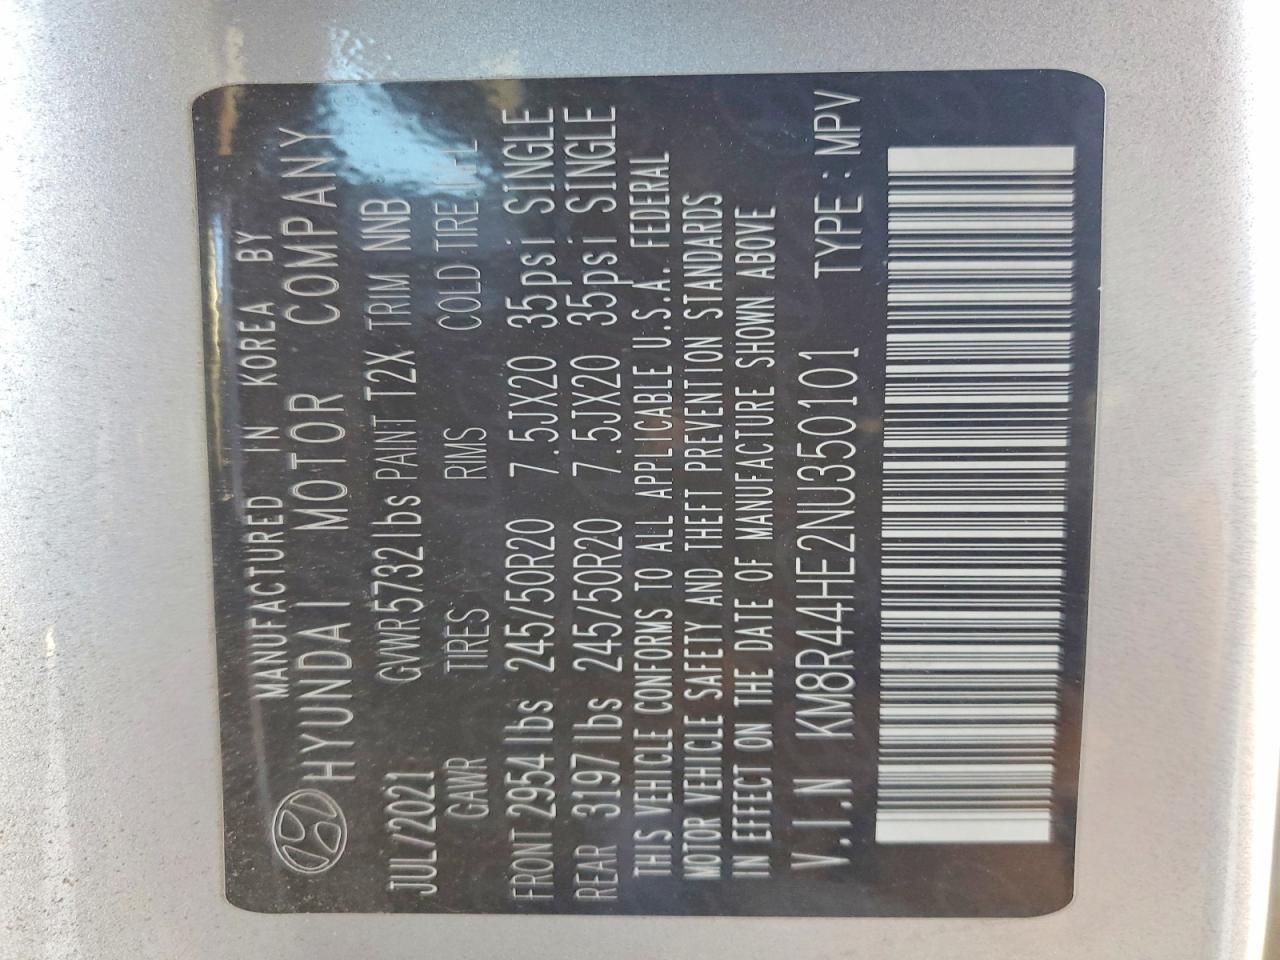 MANUFACTURED IN KOREA BY
HYUNDAI MOTOR COMPANY
JUL/2021 GVWR5732lbs PAINT T2X TRIM NNB
GAWR TIRES RIMS COLD TIRE
FRONT 2954lbs 245/50R20 7.5JX20 35psi SINGLE
REAR 3197lbs 245/50R20 7.5JX20 35psi SINGLE
THIS VEHICLE CONFORMS TO ALL APPLICABLE U.S.A. FEDERAL
MOTOR VEHICLE SAFETY AND THEFT PREVENTION STANDARDS
IN EFFECT ON THE DATE OF MANUFACTURE SHOWN ABOVE
V.I.N KM8R44HE2NU350101 TYPE : MPV